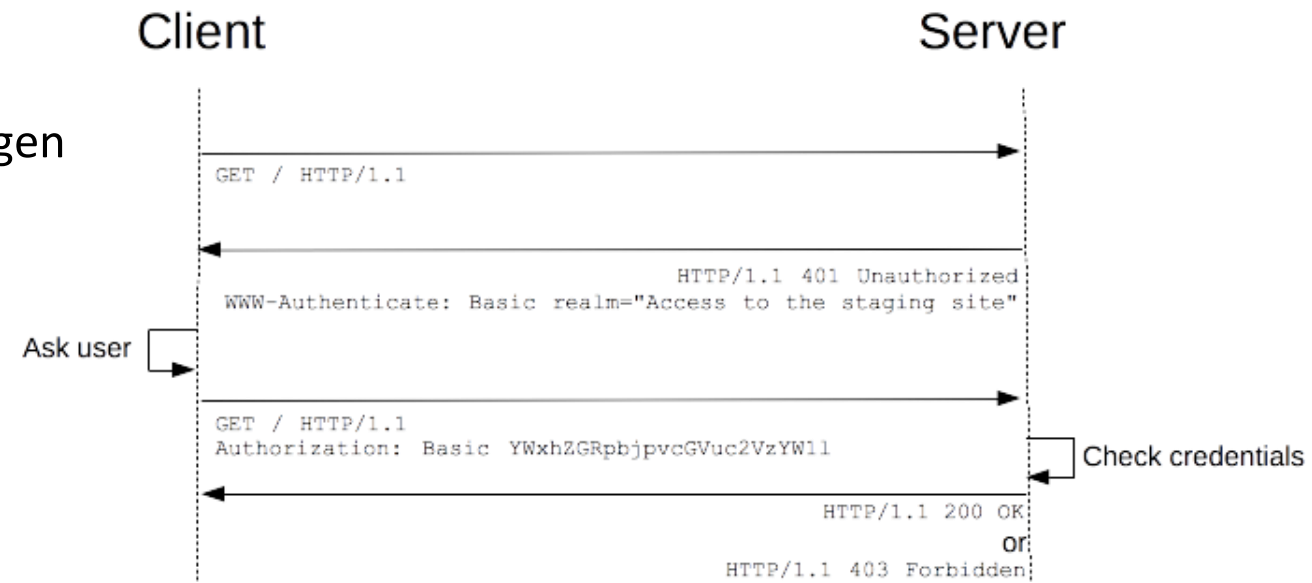 Client
Server
gen
GET / HTTP/1.1
HTTP/1.1 401 Unauthorized
WWW-Authenticate: Basic realm="Access to the staging site"
Ask user
GET / HTTP/1.1
Authorization: Basic YWxhZGRpbjpvcGVuc2VzYW1l
Check credentials
HTTP/1.1 200 OK
or
HTTP/1.1 403 Forbidden